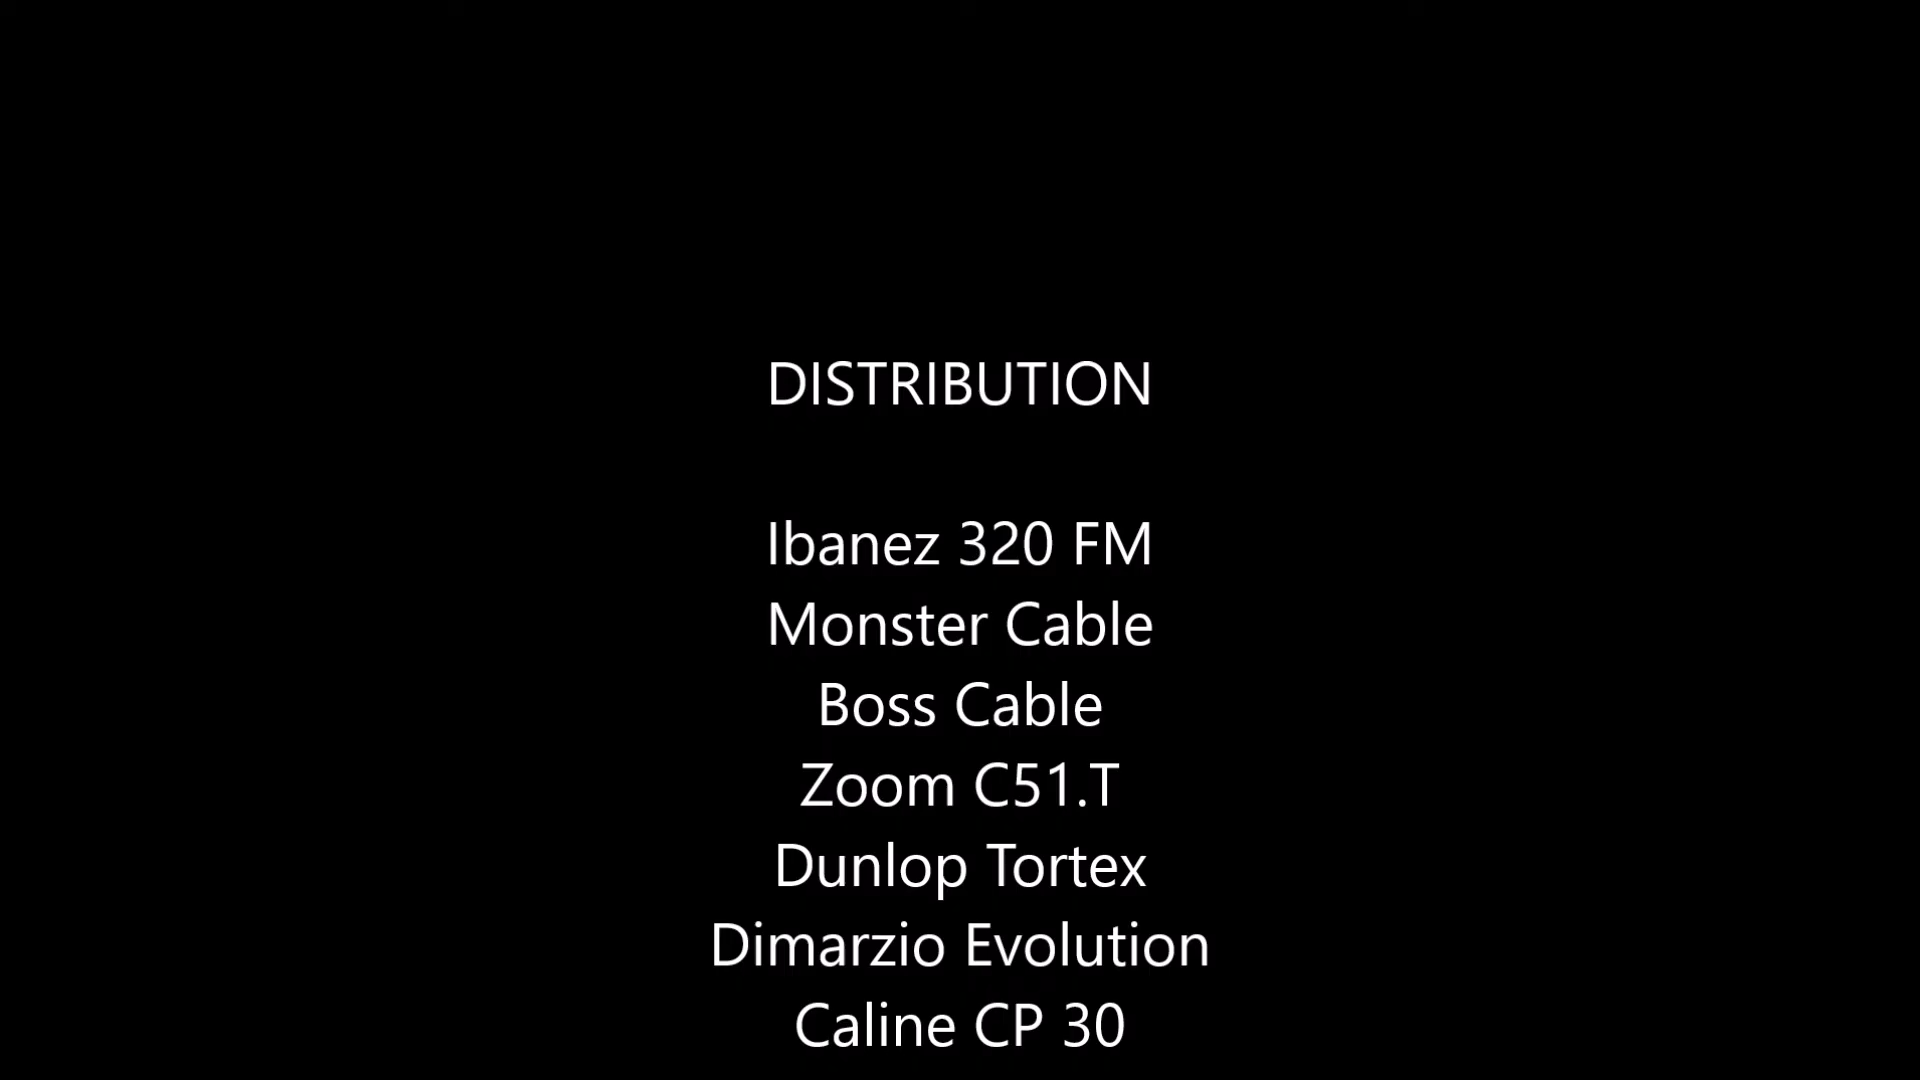 DISTRIBUTION
Ibanez 320 FM
Monster Cable
Boss Cable
Zoom C51.T
Dunlop Tortex
Dimarzio Evolution
Caline CP 30